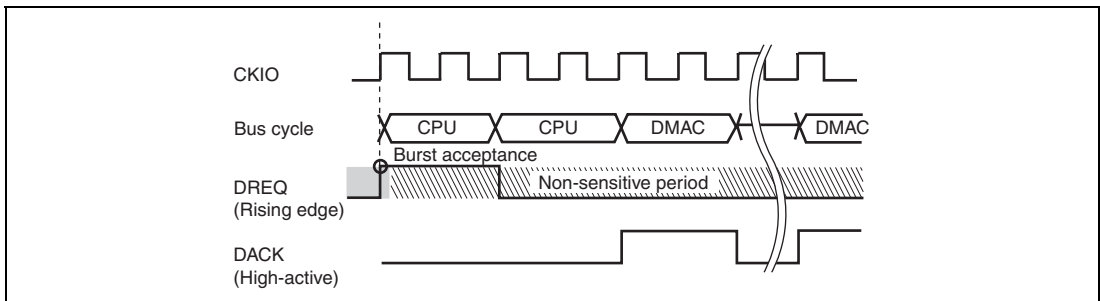 CKIO
Bus cycle
CPU
CPU
DMAC
DMAC
Burst acceptance
DREQ
(Rising edge)
Non-sensitive period
DACK
(High-active)